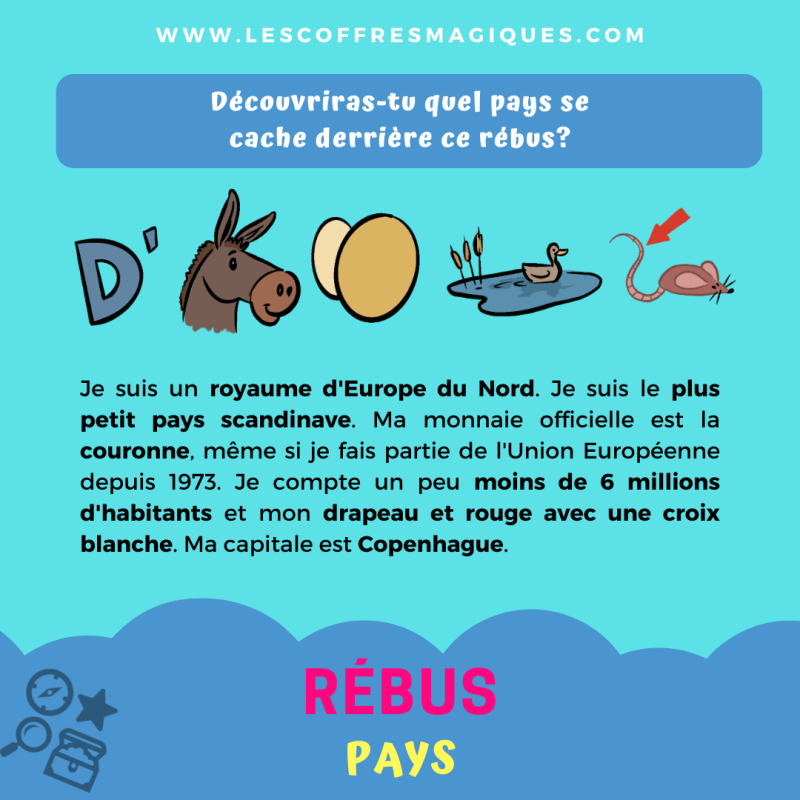 WWW.LESCOFFRESMAGIQUES.COM
Découvriras-tu quel pays se
cache derrière ce rébus?
D'
Je suis un royaume d'Europe du Nord. Je suis le plus
petit pays scandinave. Ma monnaie officielle est la
couronne, même si je fais partie de l'Union Européenne
depuis 1973. Je compte un peu moins de 6 millions
d'habitants et mon drapeau et rouge avec une croix
blanche. Ma capitale est Copenhague.
RÉBUS
PAYS